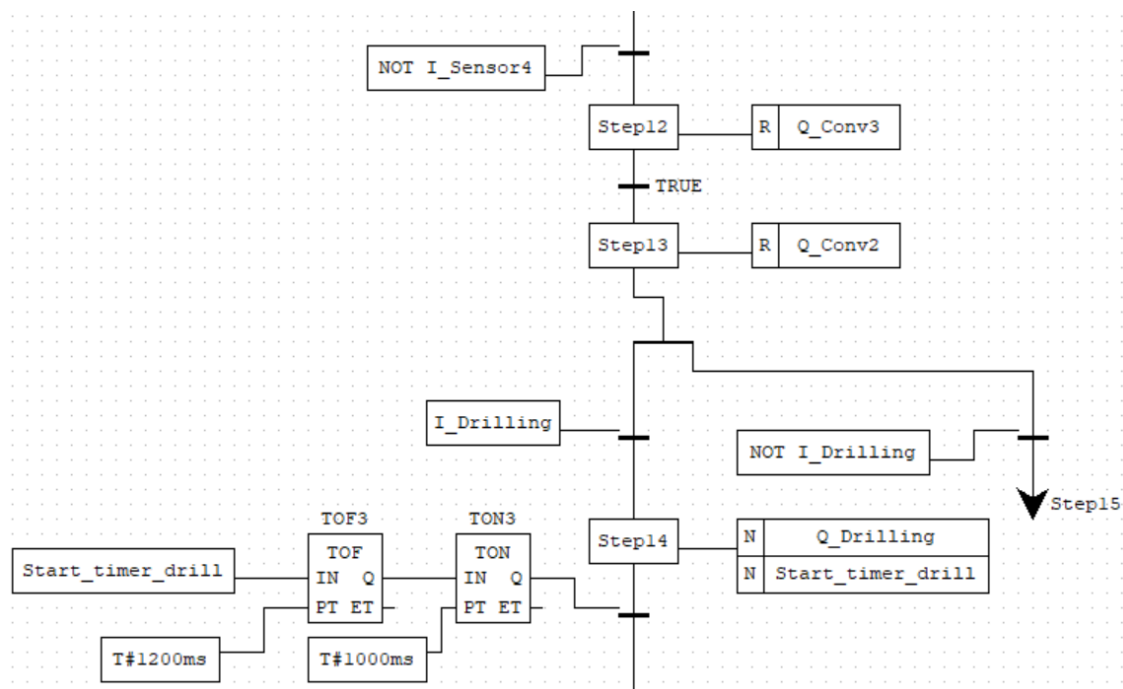 NOT I_Sensor4
Step12
R Q_Conv3
TRUE
Step13
R Q_Conv2
I_Drilling
NOT I_Drilling
Step15
TOF3
TON3
Step14
N Q_Drilling
N Start_timer_drill
Start_timer_drill
TOF
IN Q
PT ET
TON
IN Q
PT ET
T#1200ms
T#1000ms